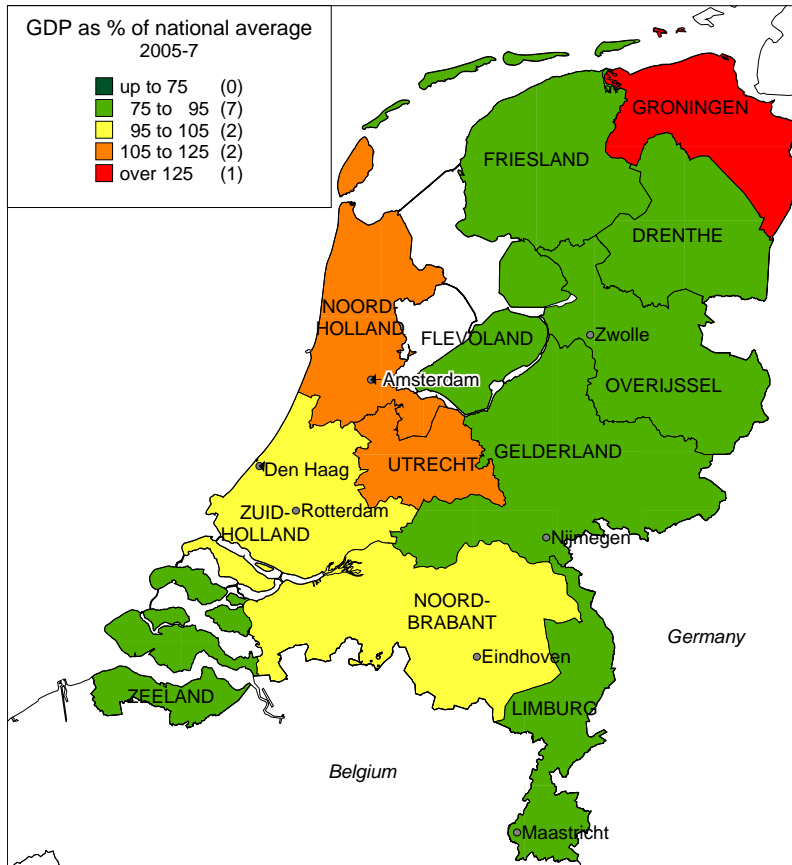 GDP as % of national average
2005-7
up to 75 (0)
75 to 95 (7)
95 to 105 (2)
105 to 125 (2)
over 125 (1)
GRONINGEN
FRIESLAND
DRENTHE
NOORD-
HOLLAND
FLEVOLAND
Zwolle
Amsterdam
OVERIJSSEL
GELDERLAND
UTRECHT
Den Haag
Rotterdam
ZUID-
HOLLAND
Nijmegen
NOORD-
BRABANT
Germany
Eindhoven
ZEELAND
LIMBURG
Belgium
Maastricht